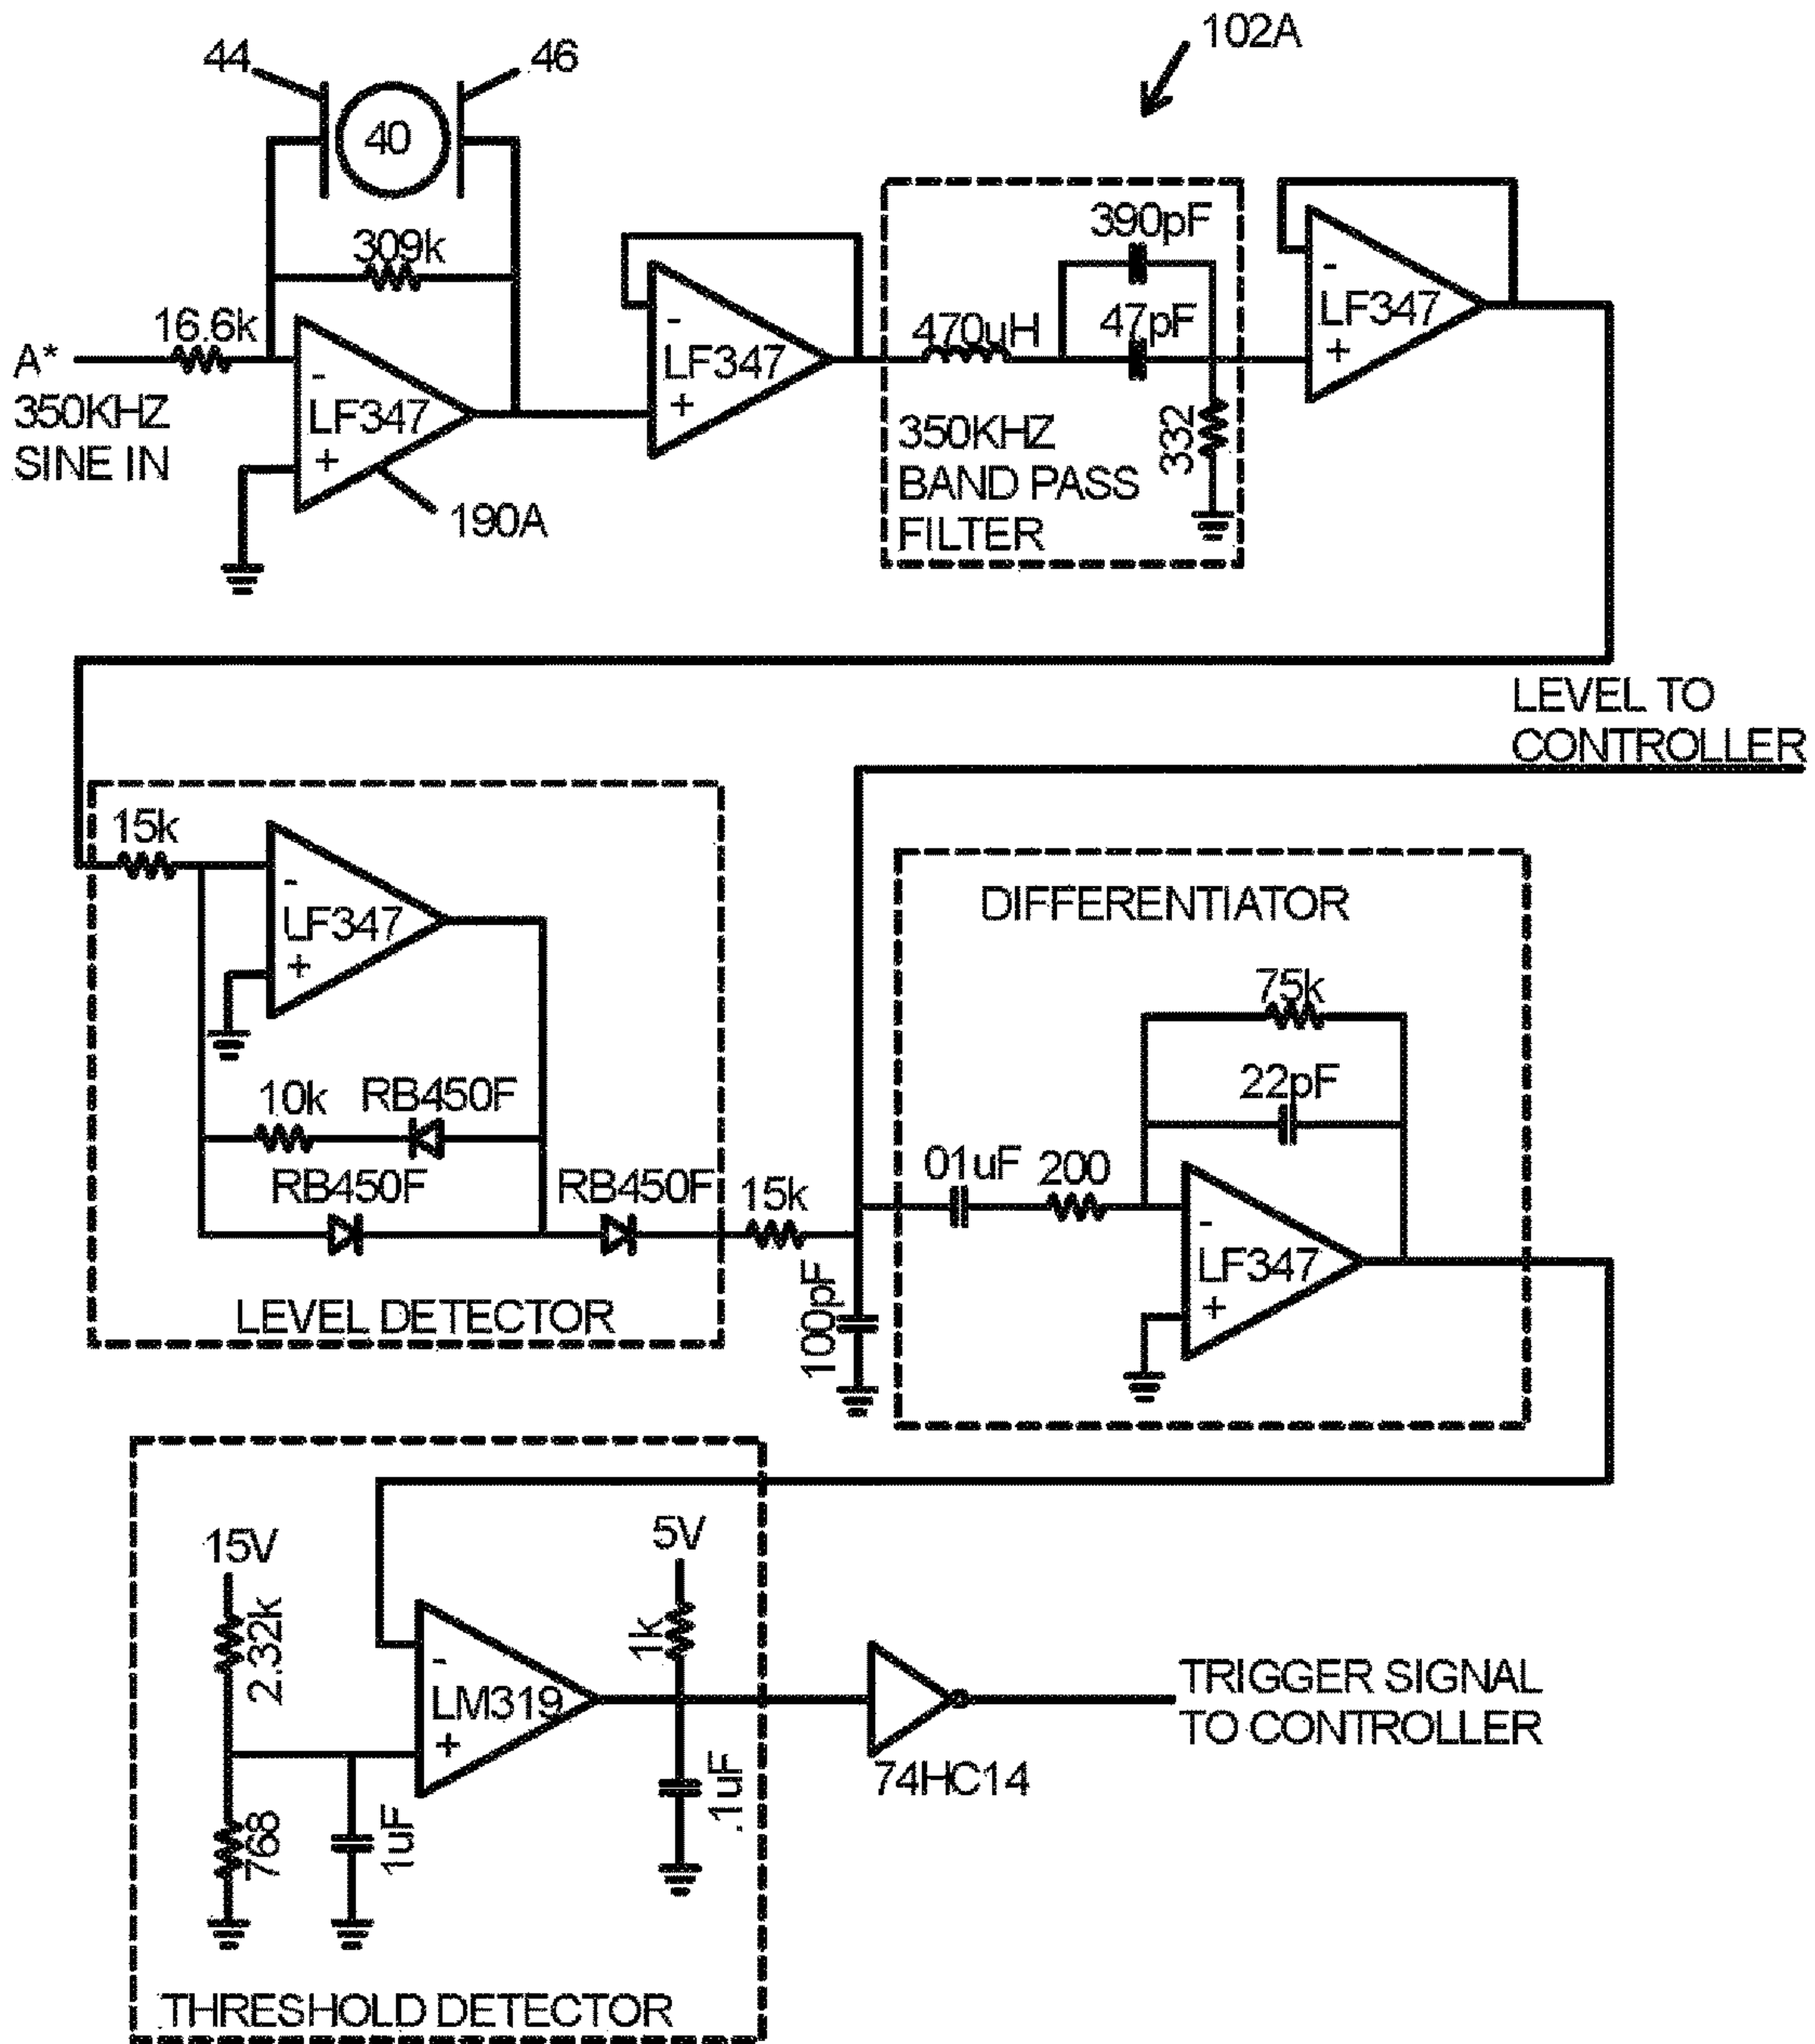 102A
44
46
40
309k
16.6k
A*
350KHZ
SINE IN
-
LF347
+
190A
-
LF347
+
470uH
390pF
47pF
332
350KHZ
BAND PASS
FILTER
-
LF347
+
LEVEL TO
CONTROLLER
15k
-
LF347
+
10k
RB450F
RB450F
RB450F
LEVEL DETECTOR
15k
100pF
DIFFERENTIATOR
75k
22pF
01uF
200
-
LF347
+
15V
2.32k
768
1uF
-
LM319
+
5V
1k
.1uF
THRESHOLD DETECTOR
74HC14
TRIGGER SIGNAL
TO CONTROLLER